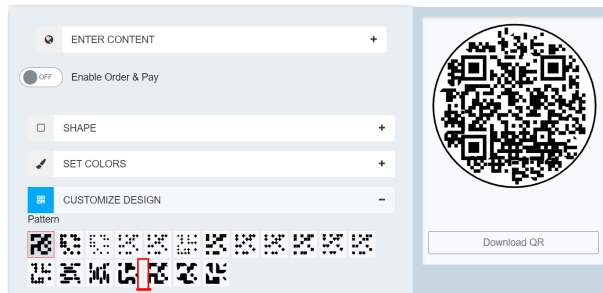 ENTER CONTENT +
OFF Enable Order & Pay
SHAPE +
SET COLORS +
CUSTOMIZE DESIGN −
Pattern
Download QR